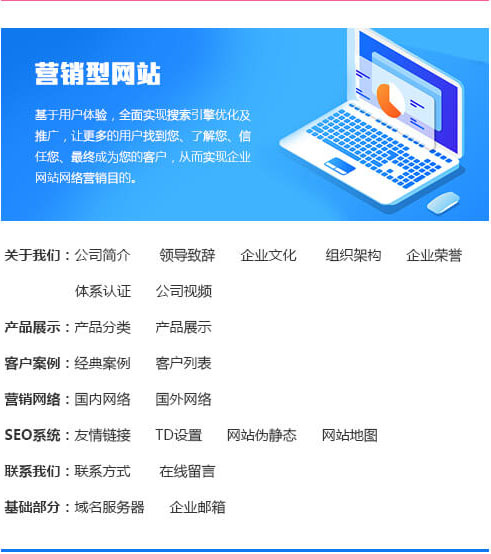 营销型网站
基于用户体验，全面实现搜索引擎优化及
推广，让更多的用户找到您、了解您、信
任您、最终成为您的客户，从而实现企业
网站网络营销目的。
关于我们：公司简介 领导致辞 企业文化 组织架构 企业荣誉
体系认证 公司视频
产品展示：产品分类 产品展示
客户案例：经典案例 客户列表
营销网络：国内网络 国外网络
SEO系统：友情链接 TD设置 网站伪静态 网站地图
联系我们：联系方式 在线留言
基础部分：域名服务器 企业邮箱